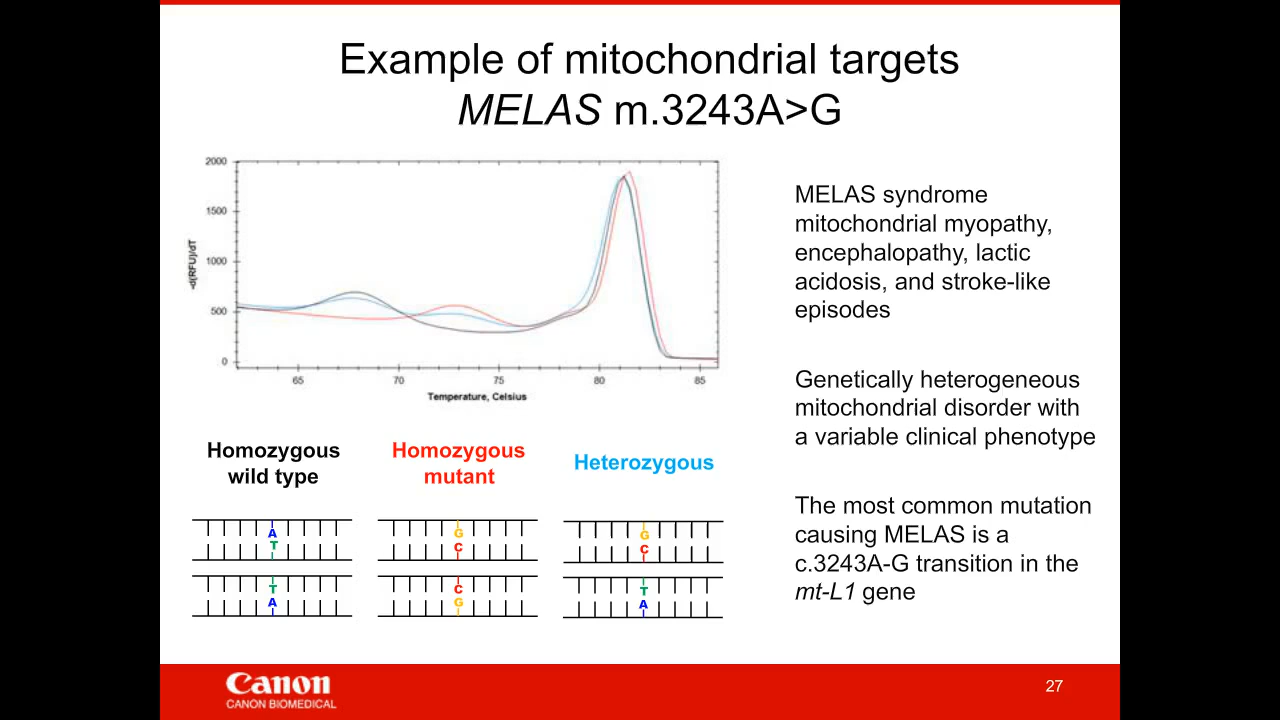 Example of mitochondrial targets
MELAS m.3243A>G
2000
1500
1000
500
0
-d(RFU)/dT
65 70 75 80 85
Temperature, Celsius
MELAS syndrome
mitochondrial myopathy,
encephalopathy, lactic
acidosis, and stroke-like
episodes
Genetically heterogeneous
mitochondrial disorder with
a variable clinical phenotype
The most common mutation
causing MELAS is a
c.3243A-G transition in the
mt-L1 gene
Homozygous
wild type
A
T
T
A
Homozygous
mutant
G
C
C
G
Heterozygous
G
C
T
A
Canon
CANON BIOMEDICAL
27